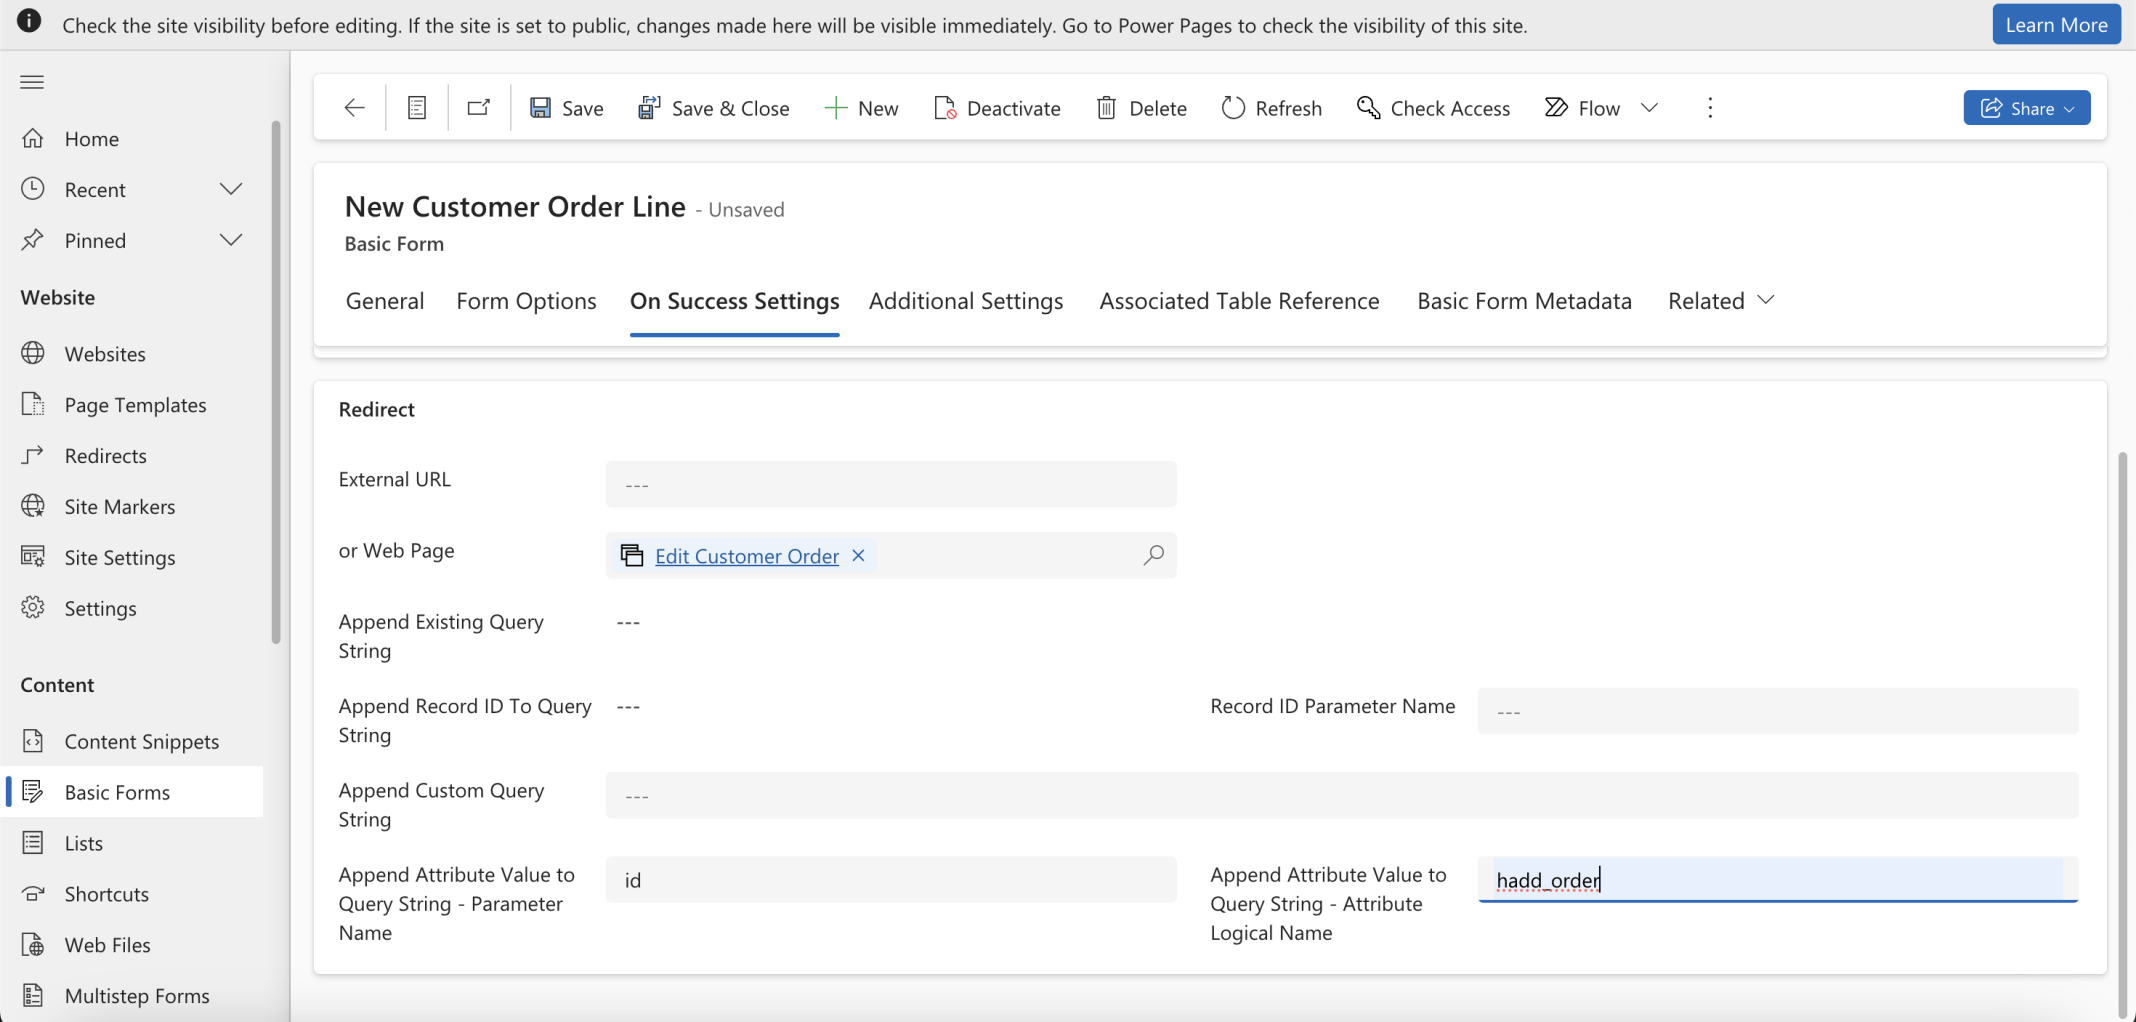 Check the site visibility before editing. If the site is set to public, changes made here will be visible immediately. Go to Power Pages to check the visibility of this site.
Learn More
Save
Save & Close
New
Deactivate
Delete
Refresh
Check Access
Flow
Share
Home
Recent
Pinned
Website
Websites
Page Templates
Redirects
Site Markers
Site Settings
Settings
Content
Content Snippets
Basic Forms
Lists
Shortcuts
Web Files
Multistep Forms
New Customer Order Line - Unsaved
Basic Form
General
Form Options
On Success Settings
Additional Settings
Associated Table Reference
Basic Form Metadata
Related
Redirect
External URL
---
or Web Page
Edit Customer Order
Append Existing Query
String
---
Append Record ID To Query
String
---
Record ID Parameter Name
---
Append Custom Query
String
---
Append Attribute Value to
Query String - Parameter
Name
id
Append Attribute Value to
Query String - Attribute
Logical Name
hadd_order